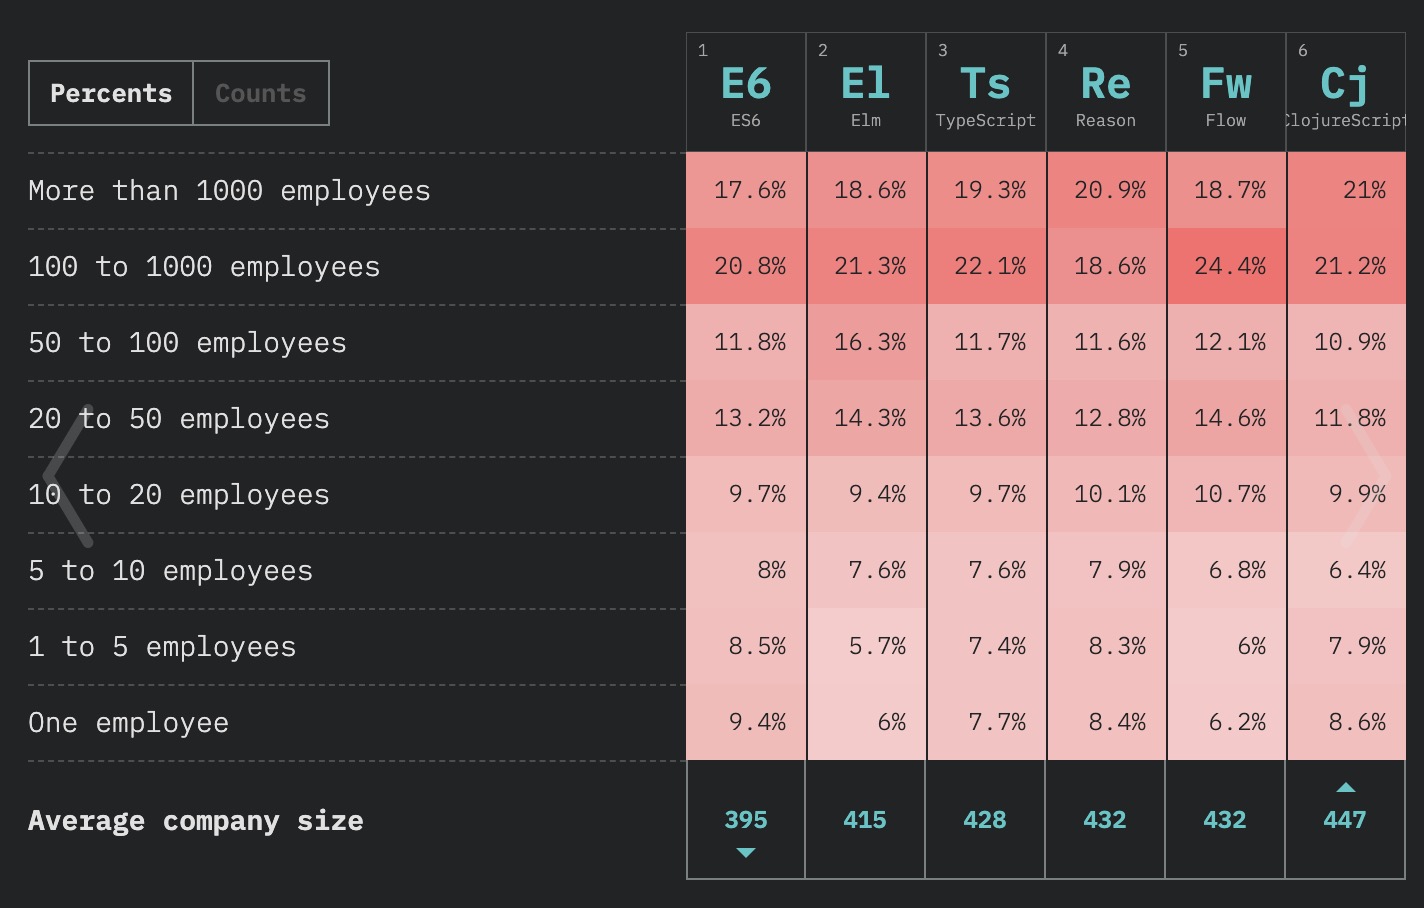 1 2 3 4 5 6
Percents Counts E6 El Ts Re Fw Cj
ES6 Elm TypeScript Reason Flow ClojureScript
More than 1000 employees 17.6% 18.6% 19.3% 20.9% 18.7% 21%
100 to 1000 employees 20.8% 21.3% 22.1% 18.6% 24.4% 21.2%
50 to 100 employees 11.8% 16.3% 11.7% 11.6% 12.1% 10.9%
20 to 50 employees 13.2% 14.3% 13.6% 12.8% 14.6% 11.8%
10 to 20 employees 9.7% 9.4% 9.7% 10.1% 10.7% 9.9%
5 to 10 employees 8% 7.6% 7.6% 7.9% 6.8% 6.4%
1 to 5 employees 8.5% 5.7% 7.4% 8.3% 6% 7.9%
One employee 9.4% 6% 7.7% 8.4% 6.2% 8.6%
Average company size 395 415 428 432 432 447